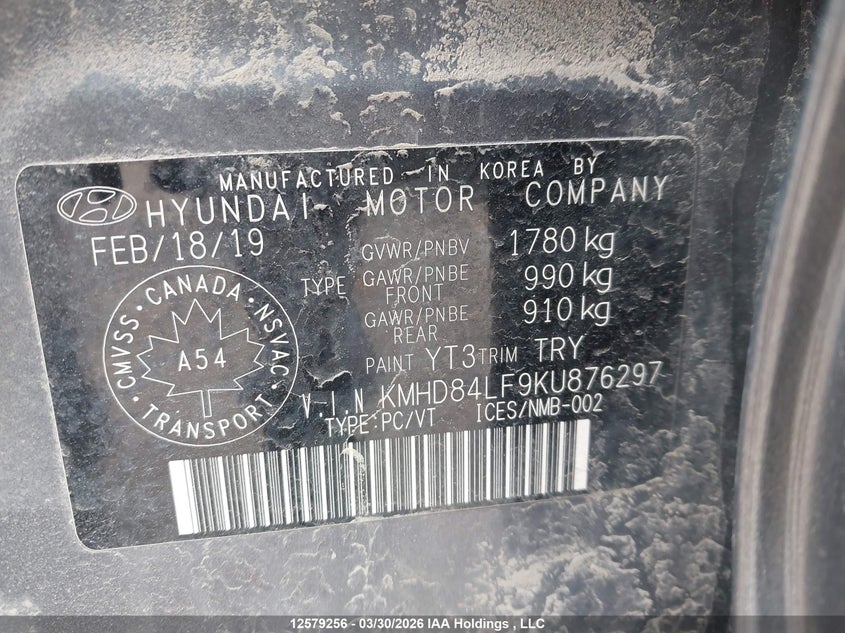 MANUFACTURED IN KOREA BY
HYUNDAI MOTOR COMPANY
FEB/18/19
GVWR/PNBV 1780 kg
TYPE GAWR/PNBE FRONT 990 kg
GAWR/PNBE REAR 910 kg
PAINT YT3 TRIM TRY
V.I.N KMHD84LF9KU876297
TYPE:PC/VT ICES/NMB-002
CMVSS · CANADA · NSVAC · TRANSPORT
A54
12579256 - 03/30/2026 IAA Holdings , LLC